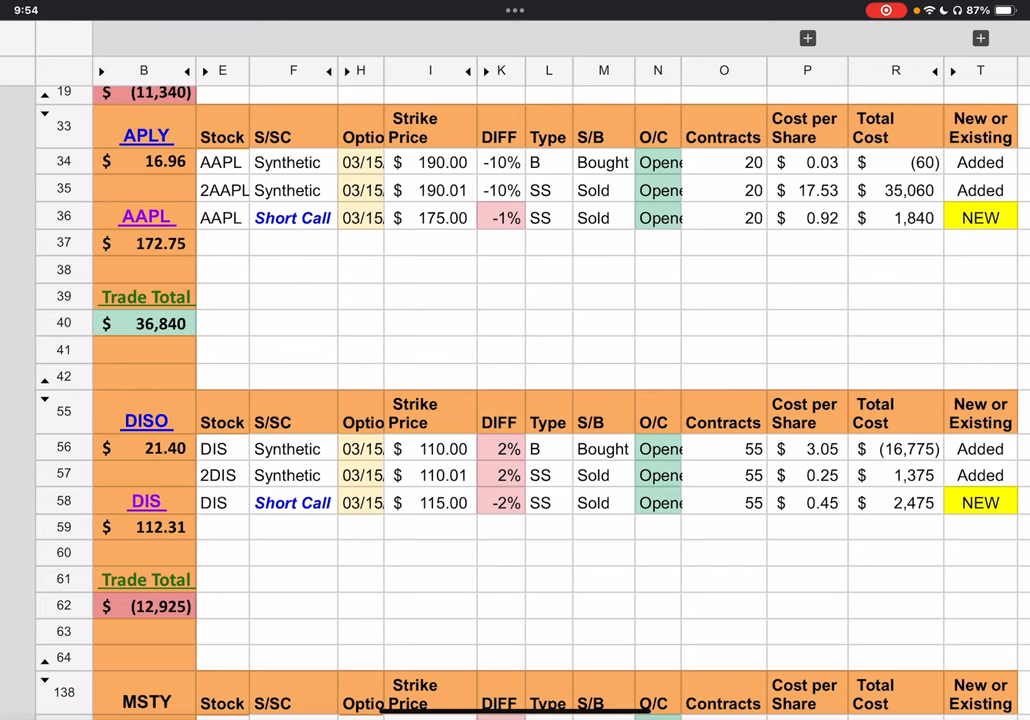 9:54 87%
B E F H I K L M N O P R T
19 $ (11,340)
33 APLY Stock S/SC Optio Strike Price DIFF Type S/B O/C Contracts Cost per Share Total Cost New or Existing
34 $ 16.96 AAPL Synthetic 03/15 $ 190.00 -10% B Bought Opene 20 $ 0.03 $ (60) Added
35 2AAPL Synthetic 03/15 $ 190.01 -10% SS Sold Opene 20 $ 17.53 $ 35,060 Added
36 AAPL AAPL Short Call 03/15 $ 175.00 -1% SS Sold Opene 20 $ 0.92 $ 1,840 NEW
37 $ 172.75
38
39 Trade Total
40 $ 36,840
41
42
55 DISO Stock S/SC Optio Strike Price DIFF Type S/B O/C Contracts Cost per Share Total Cost New or Existing
56 $ 21.40 DIS Synthetic 03/15 $ 110.00 2% B Bought Opene 55 $ 3.05 $ (16,775) Added
57 2DIS Synthetic 03/15 $ 110.01 2% SS Sold Opene 55 $ 0.25 $ 1,375 Added
58 DIS DIS Short Call 03/15 $ 115.00 -2% SS Sold Opene 55 $ 0.45 $ 2,475 NEW
59 $ 112.31
60
61 Trade Total
62 $ (12,925)
63
64
138 MSTY Stock S/SC Optio Strike Price DIFF Type S/B O/C Contracts Cost per Share Total Cost New or Existing